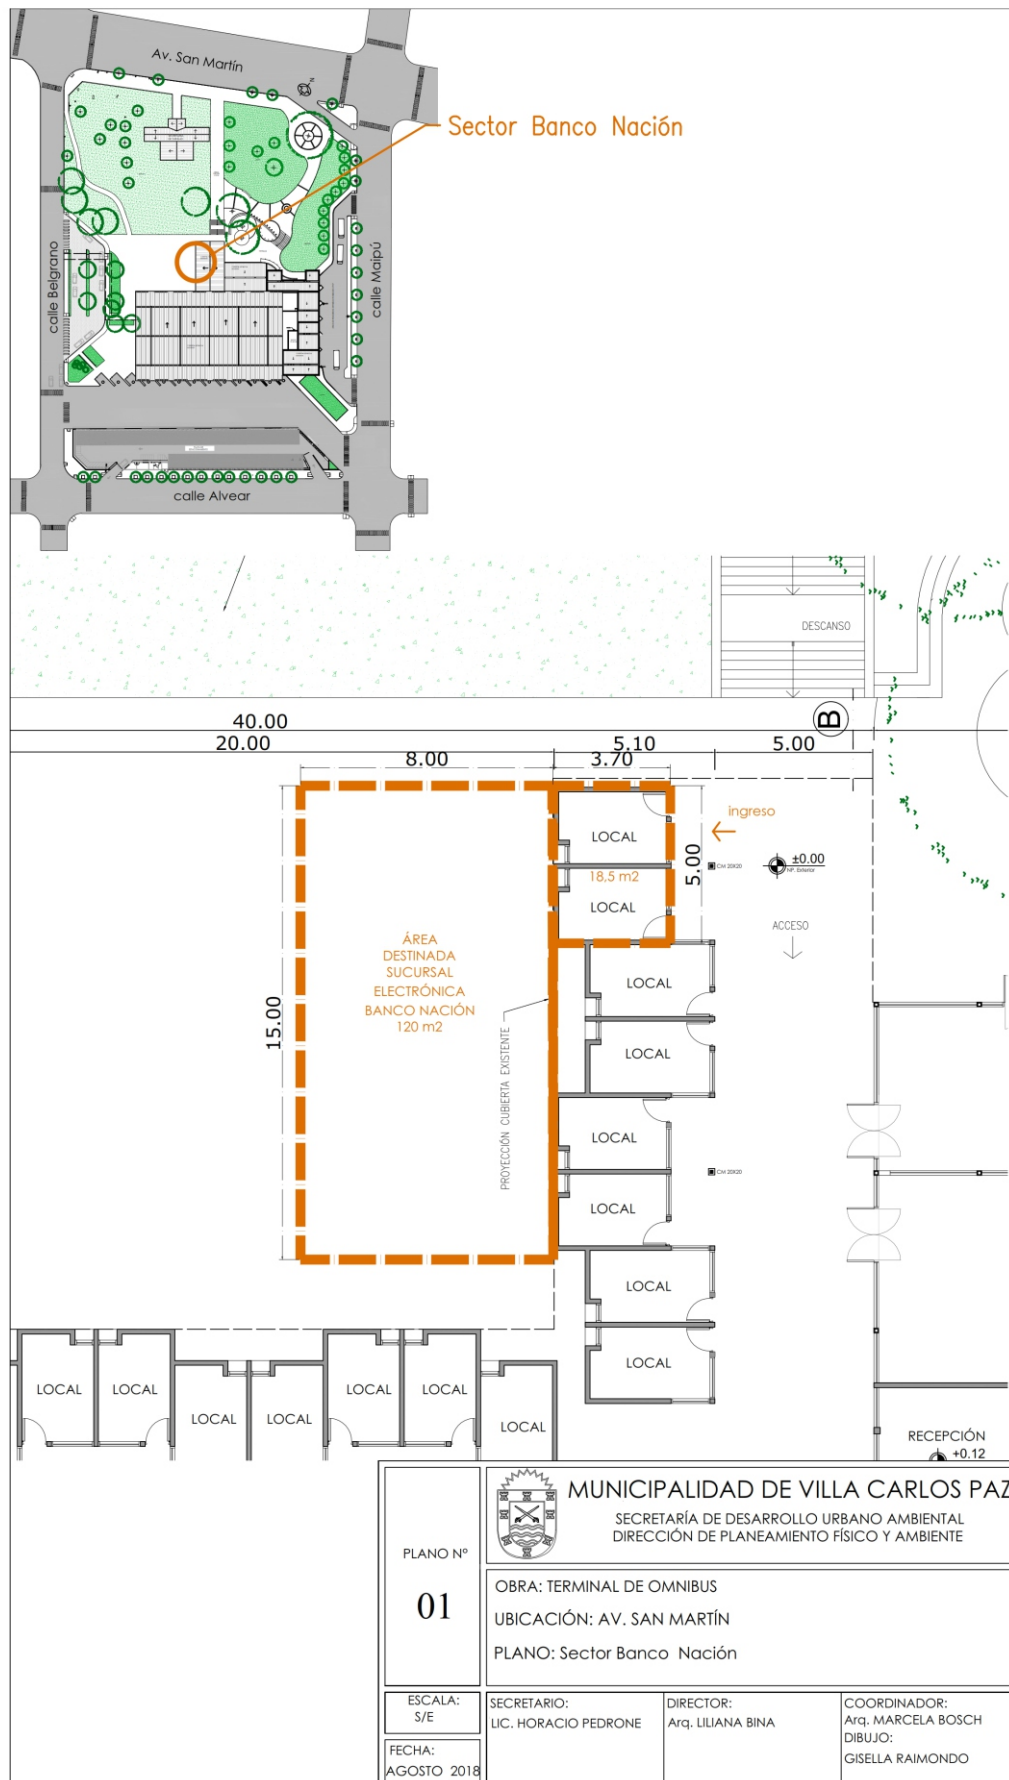 Av. San Martín
N
Sector Banco Nación
calle Belgrano
calle Maipú
calle Alvear
DESCANSO
B
40.00
20.00
5.10
5.00
8.00
3.70
ingreso
LOCAL
5.00
±0.00
NP. Exterior
CM 20X20
18,5 m2
LOCAL
ACCESO
ÁREA
DESTINADA
SUCURSAL
ELECTRÓNICA
BANCO NACIÓN
120 m2
15.00
PROYECCIÓN CUBIERTA EXISTENTE
LOCAL
LOCAL
LOCAL
CM 20X20
LOCAL
LOCAL
LOCAL
LOCAL
LOCAL
LOCAL
LOCAL
LOCAL
LOCAL
LOCAL
RECEPCIÓN
+0.12
PLANO Nº
01
MUNICIPALIDAD DE VILLA CARLOS PAZ
SECRETARÍA DE DESARROLLO URBANO AMBIENTAL
DIRECCIÓN DE PLANEAMIENTO FÍSICO Y AMBIENTE
OBRA: TERMINAL DE OMNIBUS
UBICACIÓN: AV. SAN MARTÍN
PLANO: Sector Banco Nación
ESCALA:
S/E
FECHA:
AGOSTO 2018
SECRETARIO:
LIC. HORACIO PEDRONE
DIRECTOR:
Arq. LILIANA BINA
COORDINADOR:
Arq. MARCELA BOSCH
DIBUJO:
GISELLA RAIMONDO